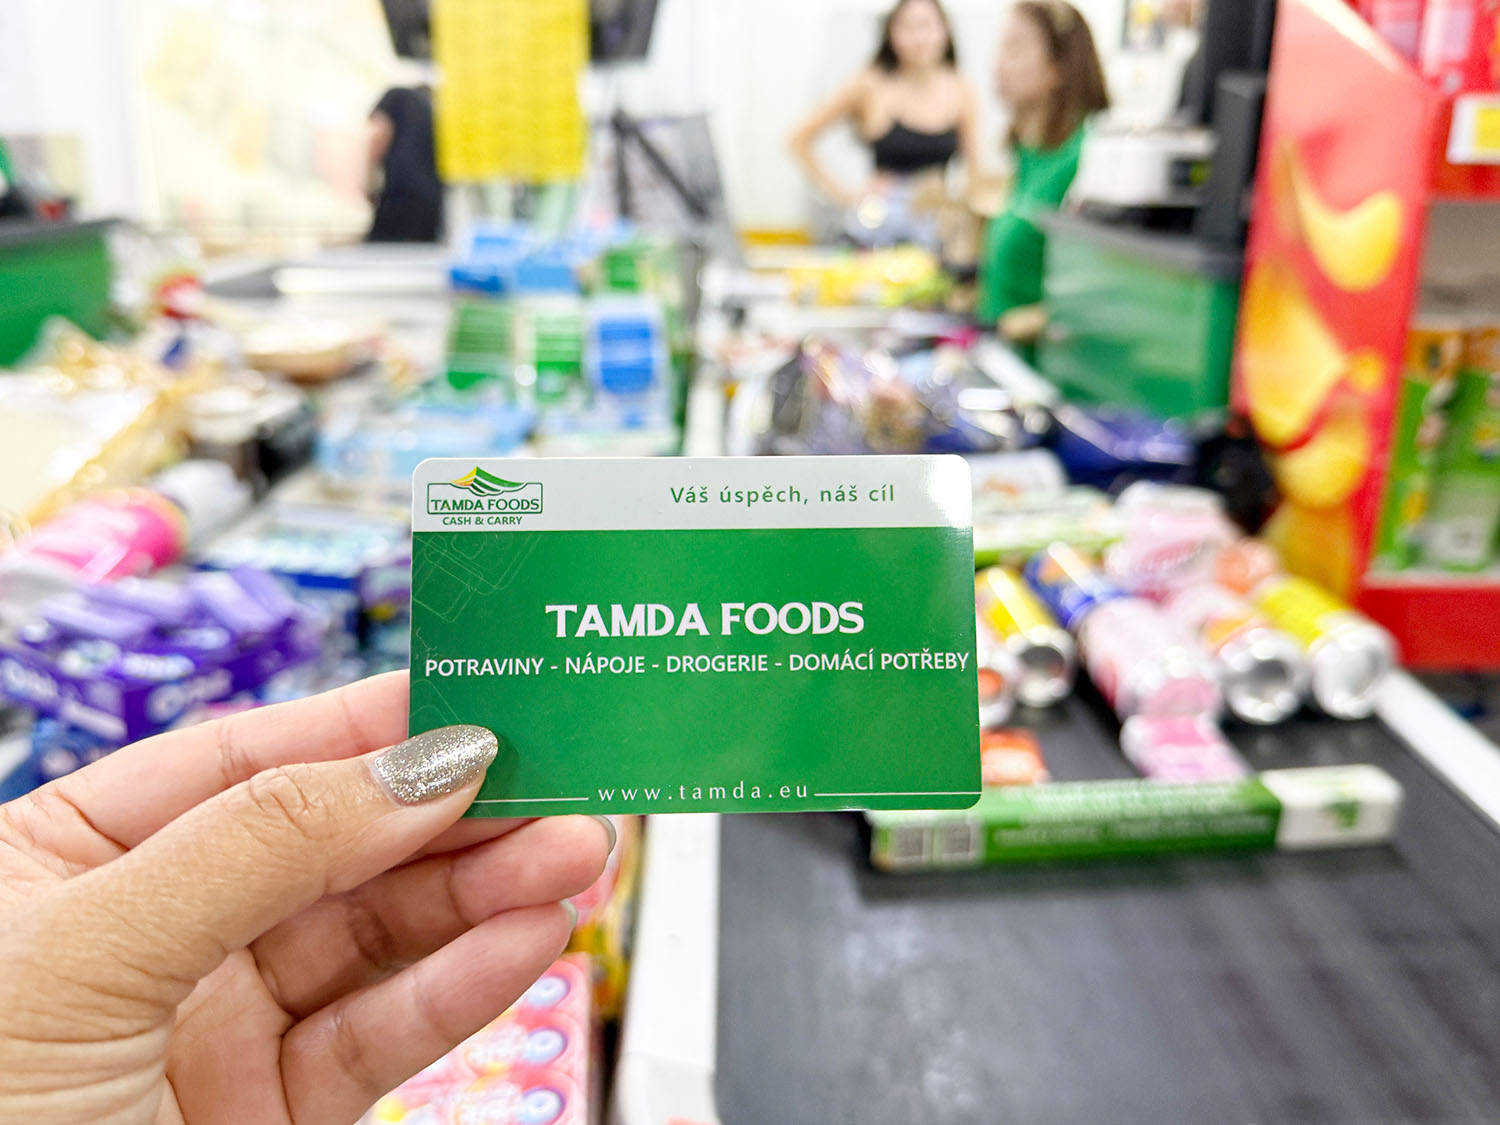 TAMDA FOODS
CASH & CARRY
Váš úspěch, náš cíl
TAMDA FOODS
POTRAVINY - NÁPOJE - DROGERIE - DOMÁCÍ POTŘEBY
www.tamda.eu